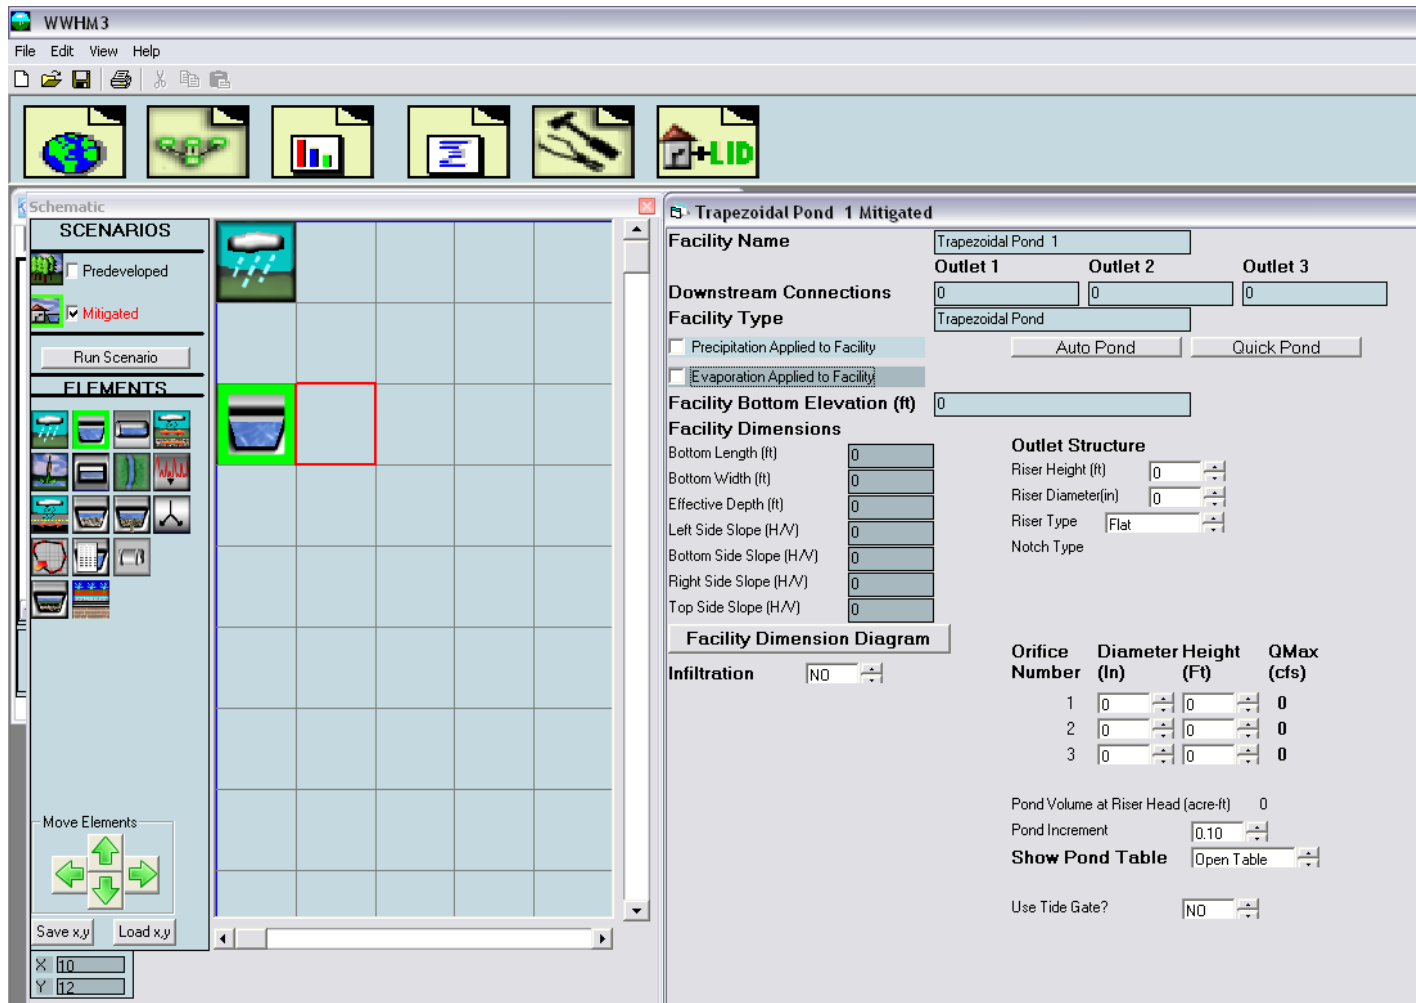 WWHM3
File Edit View Help
+LID
Schematic
SCENARIOS
Predeveloped
Mitigated
Run Scenario
ELEMENTS
Move Elements
Save x,y Load x,y
X 10
Y 12
Trapezoidal Pond 1 Mitigated
Facility Name Trapezoidal Pond 1
Outlet 1 Outlet 2 Outlet 3
Downstream Connections 0 0 0
Facility Type Trapezoidal Pond
Precipitation Applied to Facility Auto Pond Quick Pond
Evaporation Applied to Facility
Facility Bottom Elevation (ft) 0
Facility Dimensions
Bottom Length (ft) 0
Bottom Width (ft) 0
Effective Depth (ft) 0
Left Side Slope (H/V) 0
Bottom Side Slope (H/V) 0
Right Side Slope (H/V) 0
Top Side Slope (H/V) 0
Facility Dimension Diagram
Infiltration NO
Outlet Structure
Riser Height (ft) 0
Riser Diameter(in) 0
Riser Type Flat
Notch Type
Orifice Diameter Height QMax
Number (In) (Ft) (cfs)
1 0 0 0
2 0 0 0
3 0 0 0
Pond Volume at Riser Head (acre-ft) 0
Pond Increment 0.10
Show Pond Table Open Table
Use Tide Gate? NO